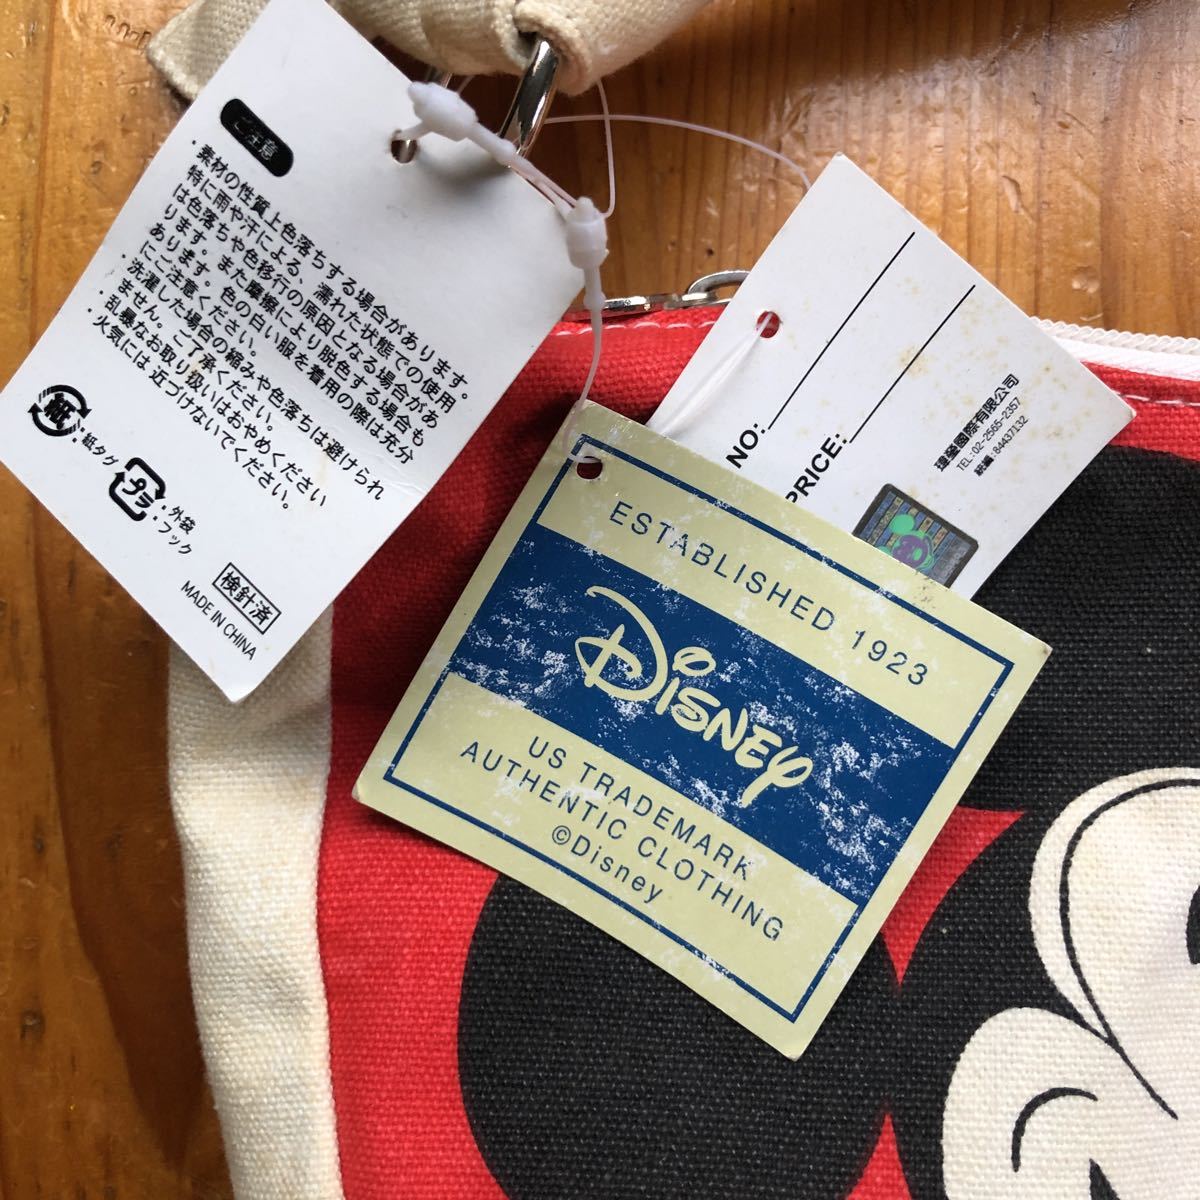 ご注意
・素材の性質上色落ちする場合があります。
特に雨や汗による、濡れた状態での使用
は色落ちや色移行の原因となる場合があ
ります。また摩擦により脱色する場合も
あります。色の白い服を着用の際は充分
にご注意ください。
・洗濯した場合の縮みや色落ちは避けられ
ません。ご了承ください。
・乱暴なお取り扱いはおやめください
・火気には近づけないでください。
紙
：紙タグ
プラ
：外袋
：フック
検針済
MADE IN CHINA
NO:
PRICE:
瑋榮國際有限公司
TEL:02-2565-2357
統編:84437132
ESTABLISHED 1923
Disney
US TRADEMARK
AUTHENTIC CLOTHING
©Disney